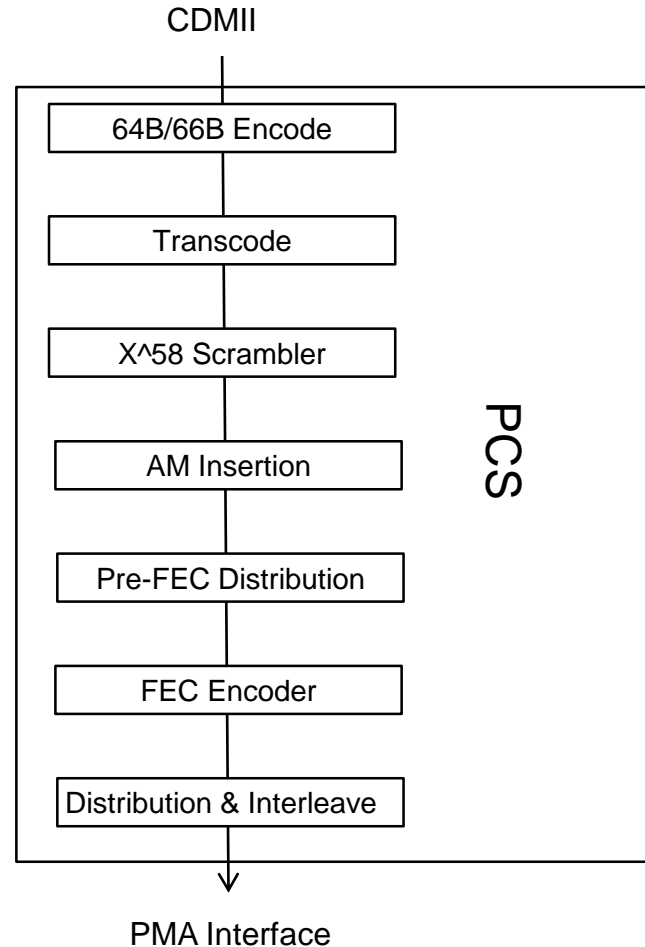 CDMII
64B/66B Encode
Transcode
X^58 Scrambler
AM Insertion
Pre-FEC Distribution
FEC Encoder
Distribution & Interleave
PCS
PMA Interface